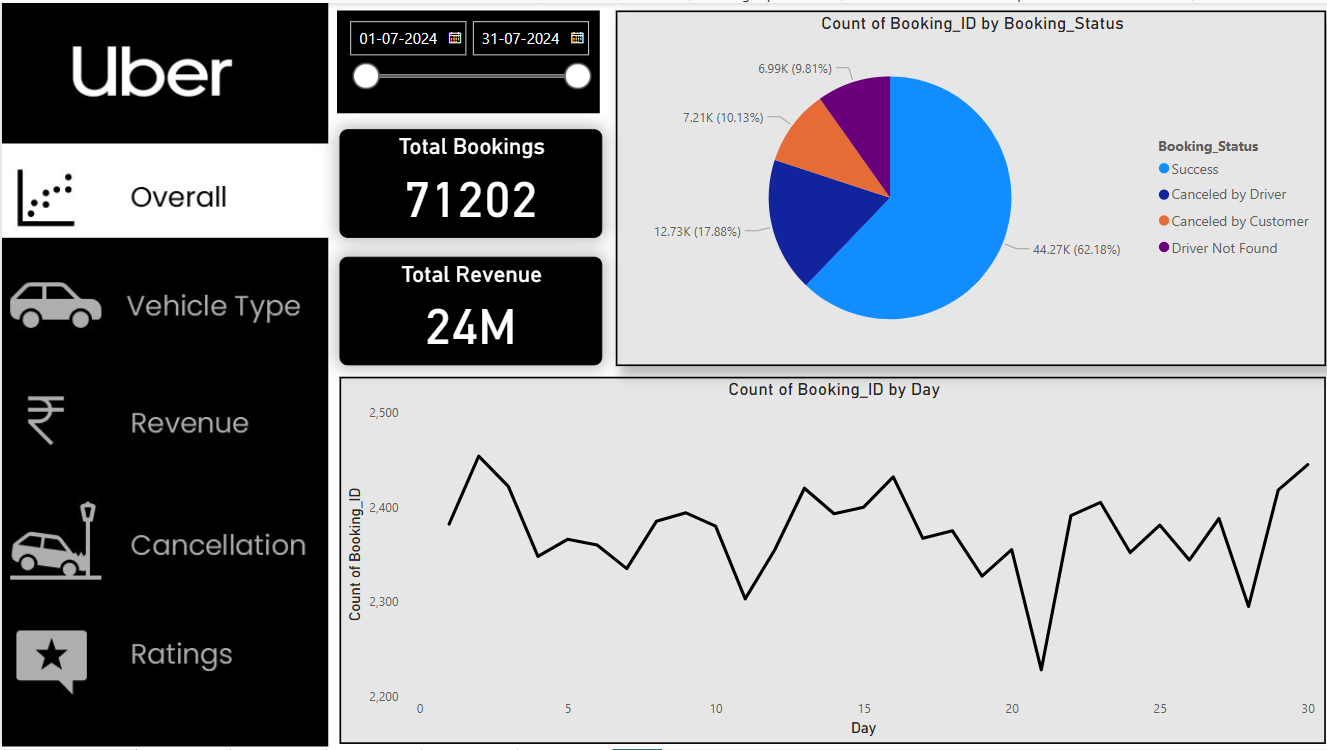 Uber
Overall
Vehicle Type
₹
Revenue
Cancellation
Ratings
01-07-2024 31-07-2024
Total Bookings
71202
Total Revenue
24M
Count of Booking_ID by Booking_Status
6.99K (9.81%)
7.21K (10.13%)
12.73K (17.88%)
44.27K (62.18%)
Booking_Status
Success
Canceled by Driver
Canceled by Customer
Driver Not Found
Count of Booking_ID by Day
Count of Booking_ID
2,500
2,400
2,300
2,200
0 5 10 15 20 25 30
Day